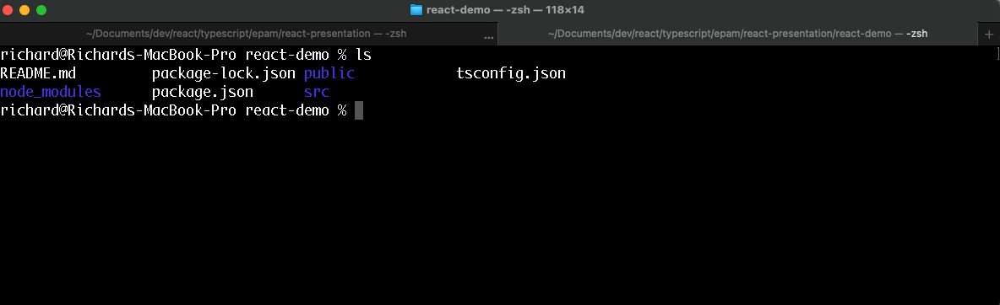 react-demo — -zsh — 118×14
~/Documents/dev/react/typescript/epam/react-presentation — -zsh ... ~/Documents/dev/react/typescript/epam/react-presentation/react-demo — -zsh +
richard@Richards-MacBook-Pro react-demo % ls
README.md package-lock.json public tsconfig.json
node_modules package.json src
richard@Richards-MacBook-Pro react-demo %